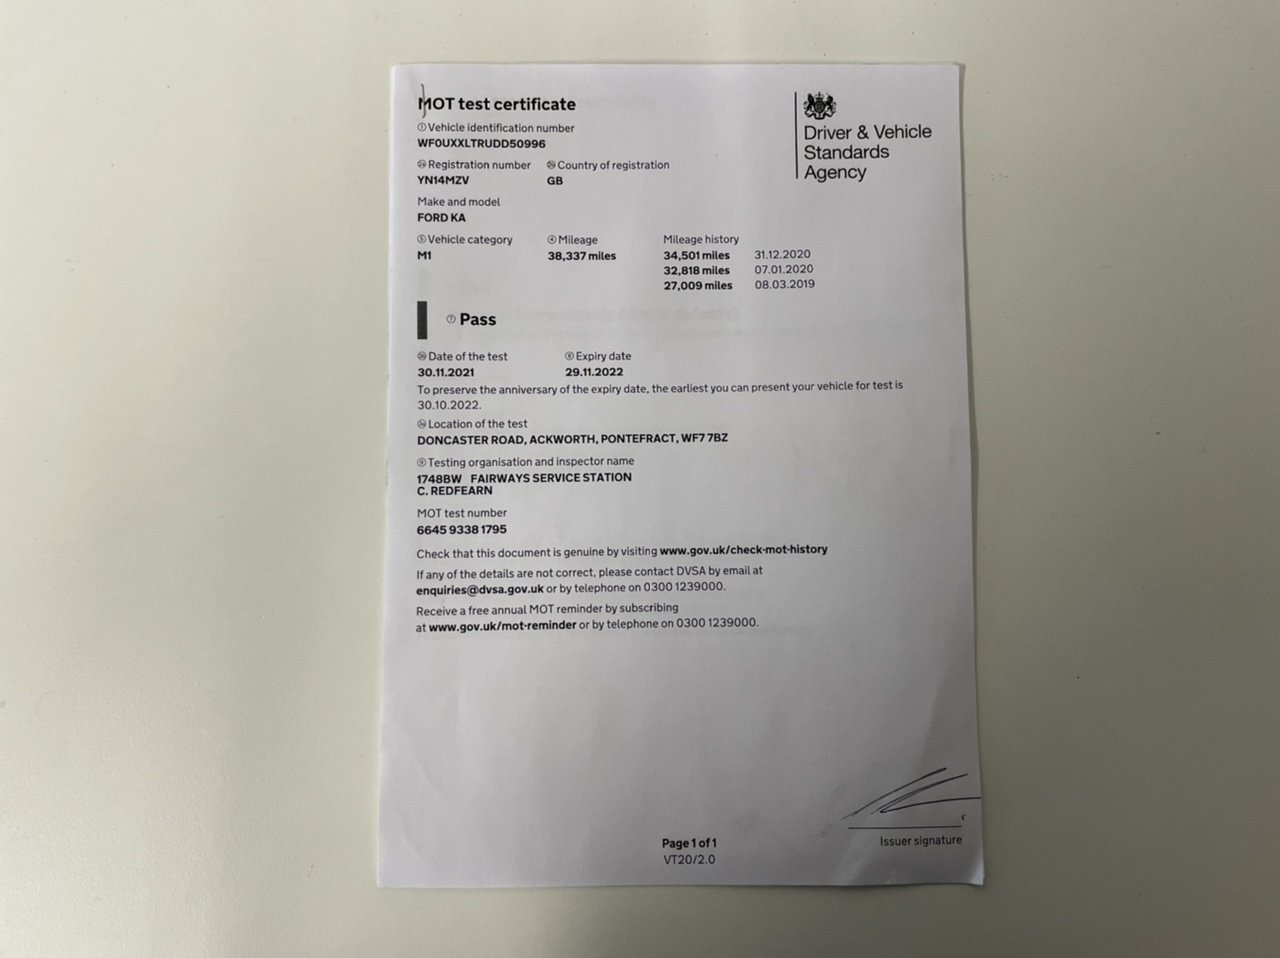 MOT test certificate
Driver & Vehicle
Standards
Agency
① Vehicle identification number
WF0UXXLTRUDD50996
Registration number Country of registration
YN14MZV GB
Make and model
FORD KA
⑤ Vehicle category ④ Mileage Mileage history
M1 38,337 miles 34,501 miles 31.12.2020
32,818 miles 07.01.2020
27,009 miles 08.03.2019
⑦ Pass
Date of the test ⑧ Expiry date
30.11.2021 29.11.2022
To preserve the anniversary of the expiry date, the earliest you can present your vehicle for test is
30.10.2022.
Location of the test
DONCASTER ROAD, ACKWORTH, PONTEFRACT, WF7 7BZ
⑨ Testing organisation and inspector name
1748BW FAIRWAYS SERVICE STATION
C. REDFEARN
MOT test number
6645 9338 1795
Check that this document is genuine by visiting www.gov.uk/check-mot-history
If any of the details are not correct, please contact DVSA by email at
enquiries@dvsa.gov.uk or by telephone on 0300 1239000.
Receive a free annual MOT reminder by subscribing
at www.gov.uk/mot-reminder or by telephone on 0300 1239000.
Issuer signature
Page 1 of 1
VT20/2.0